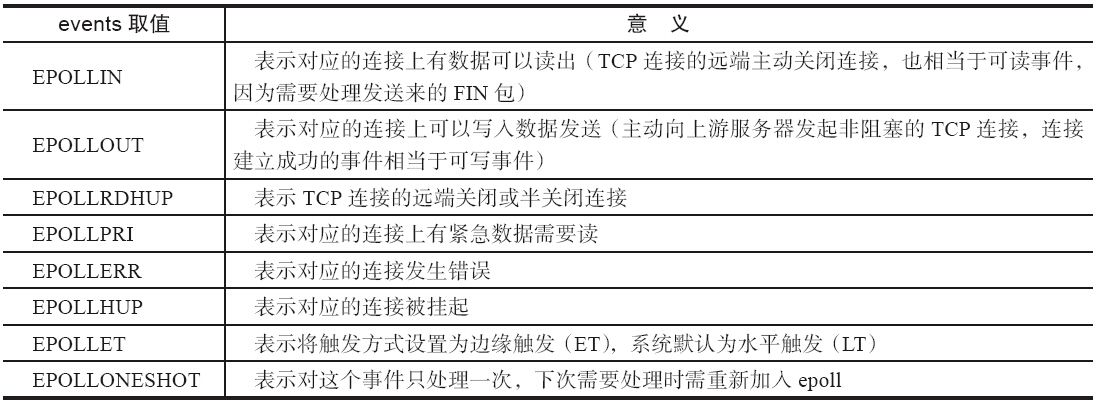 events 取值 意 义
EPOLLIN 表示对应的连接上有数据可以读出（TCP 连接的远端主动关闭连接，也相当于可读事件，
因为需要处理发送来的 FIN 包）
EPOLLOUT 表示对应的连接上可以写入数据发送（主动向上游服务器发起非阻塞的 TCP 连接，连接
建立成功的事件相当于可写事件）
EPOLLRDHUP 表示 TCP 连接的远端关闭或半关闭连接
EPOLLPRI 表示对应的连接上有紧急数据需要读
EPOLLERR 表示对应的连接发生错误
EPOLLHUP 表示对应的连接被挂起
EPOLLET 表示将触发方式设置为边缘触发（ET），系统默认为水平触发（LT）
EPOLLONESHOT 表示对这个事件只处理一次，下次需要处理时需重新加入 epoll